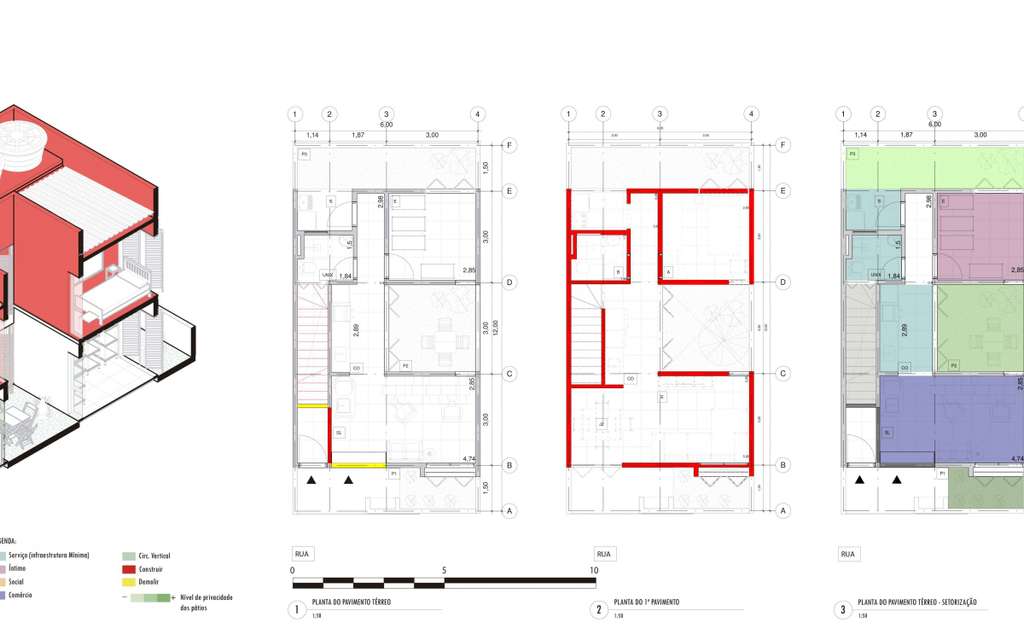 1 2 3 4
6,00
1,14 1,87 3,00
F
P3
1,50
E
S
E
2,98
3,00
1,5
UNIX
1,84
2,85
D
2,89
3,00
12,00
CO
P2
C
2,85
SL
3,00
4,74
B
P1
1,50
A
1 2 3 4
F
E
B
A
D
CO
C
B
A
1 2 3
6,00
1,14 1,87 3,00
P3
S
E
2,98
1,5
UNIX
1,84
2,85
2,89
CO
P2
2,85
SL
4,74
P1
RUA
RUA
RUA
0 5 10
1 PLANTA DO PAVIMENTO TÉRREO
1:50
2 PLANTA DO 1º PAVIMENTO
1:50
3 PLANTA DO PAVIMENTO TÉRREO - SETORIZAÇÃO
1:50
GENDA:
Serviço (infraestrutura Mínima)
Íntimo
Social
Comércio
Circ. Vertical
Construir
Demolir
− + Nível de privacidade
dos pátios